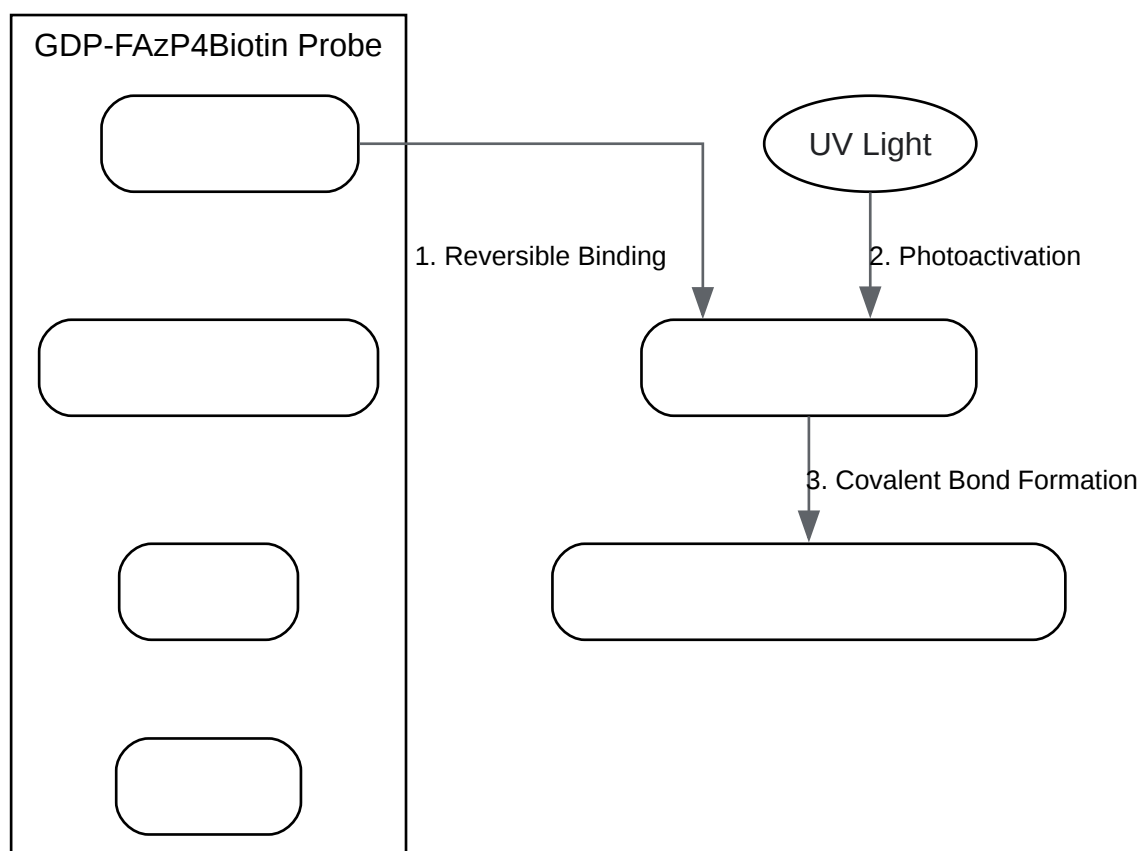 GDP-FAzP4Biotin Probe
UV Light
1. Reversible Binding
2. Photoactivation
3. Covalent Bond Formation